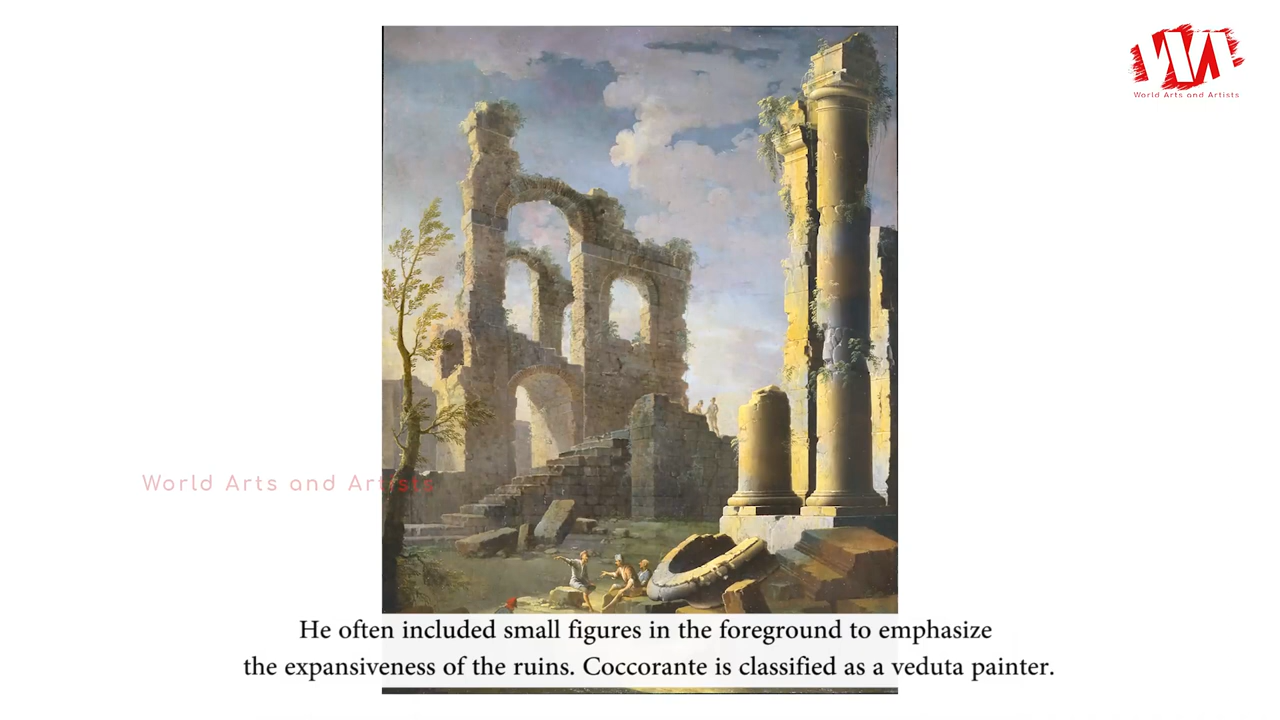 World Arts and Artists
World Arts and Artists
He often included small figures in the foreground to emphasize
the expansiveness of the ruins. Coccorante is classified as a veduta painter.